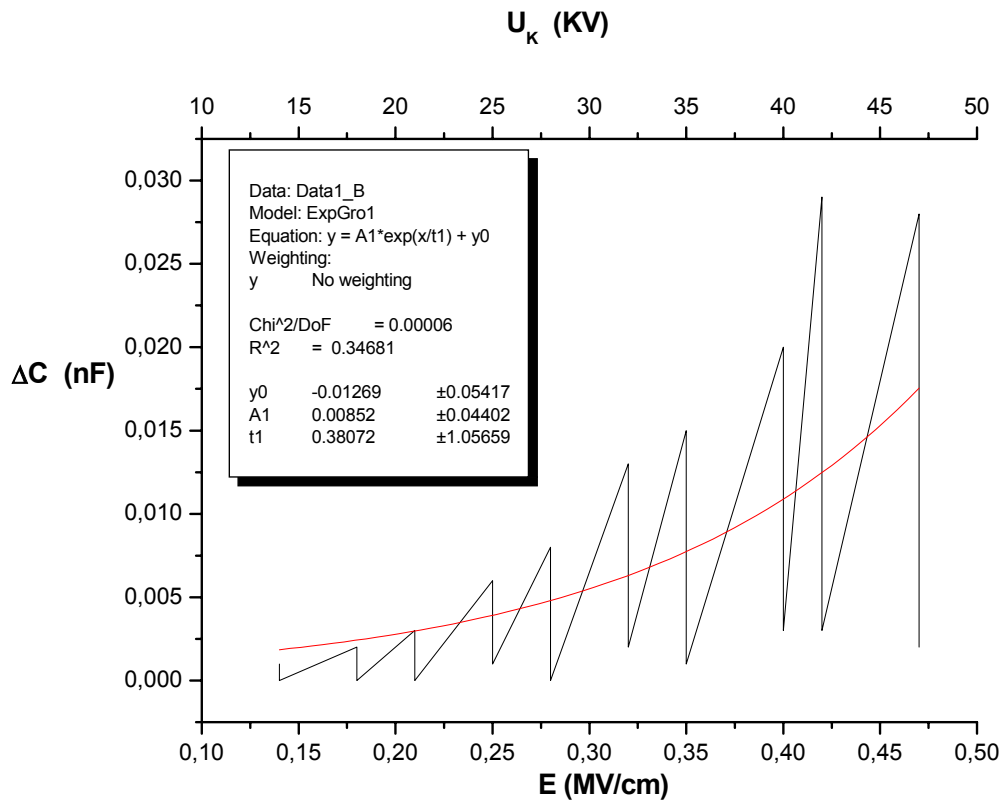 U_K (KV)
10 15 20 25 30 35 40 45 50
Data: Data1_B
Model: ExpGro1
Equation: y = A1*exp(x/t1) + y0
Weighting:
y No weighting
Chi^2/DoF = 0.00006
R^2 = 0.34681
y0 -0.01269 ±0.05417
A1 0.00852 ±0.04402
t1 0.38072 ±1.05659
0,030
0,025
0,020
0,015
0,010
0,005
0,000
ΔC (nF)
0,10 0,15 0,20 0,25 0,30 0,35 0,40 0,45 0,50
E (MV/cm)